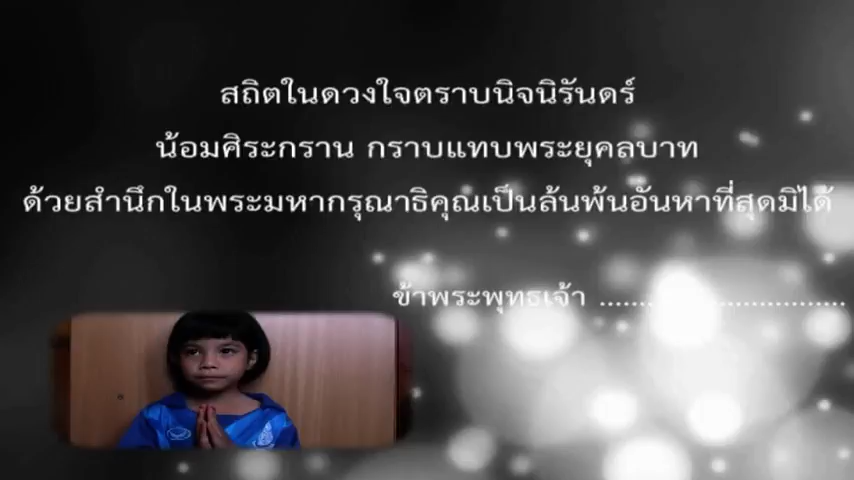 สถิตในดวงใจตราบนิจนิรันดร์
น้อมศิระกราน กราบแทบพระยุคลบาท
ด้วยสำนึกในพระมหากรุณาธิคุณเป็นล้นพ้นอันหาที่สุดมิได้
ข้าพระพุทธเจ้า ................................